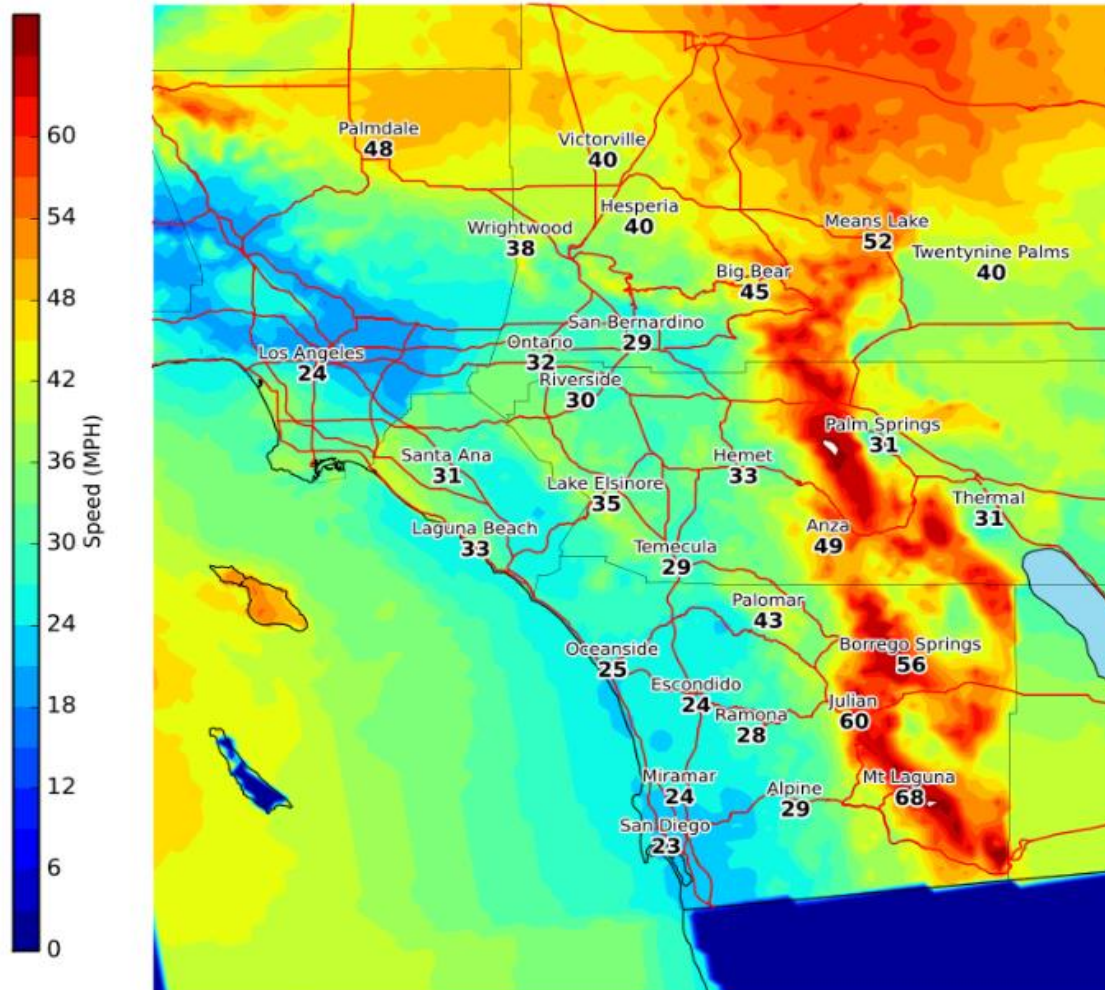 60
54
48
42
36
30
24
18
12
6
0
Speed (MPH)
Palmdale
48
Victorville
40
Hesperia
40
Wrightwood
38
Means Lake
52
Twentynine Palms
40
Big Bear
45
San Bernardino
29
Ontario
32
Los Angeles
24
Riverside
30
Palm Springs
31
Santa Ana
31
Hemet
33
Lake Elsinore
35
Thermal
31
Laguna Beach
33
Anza
49
Temecula
29
Palomar
43
Oceanside
25
Borrego Springs
56
Escondido
24
Ramona
28
Julian
60
Miramar
24
Alpine
29
Mt Laguna
68
San Diego
23